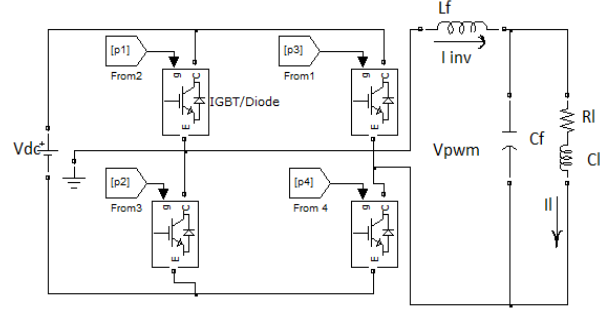 Lf
[p1]
[p3]
I inv
From2
From1
g
C
g
C
IGBT/Diode
E
E
Rl
Cf
Vdc
+
Vpwm
Cl
[p2]
[p4]
From3
From 4
g
C
g
C
Il
E
E